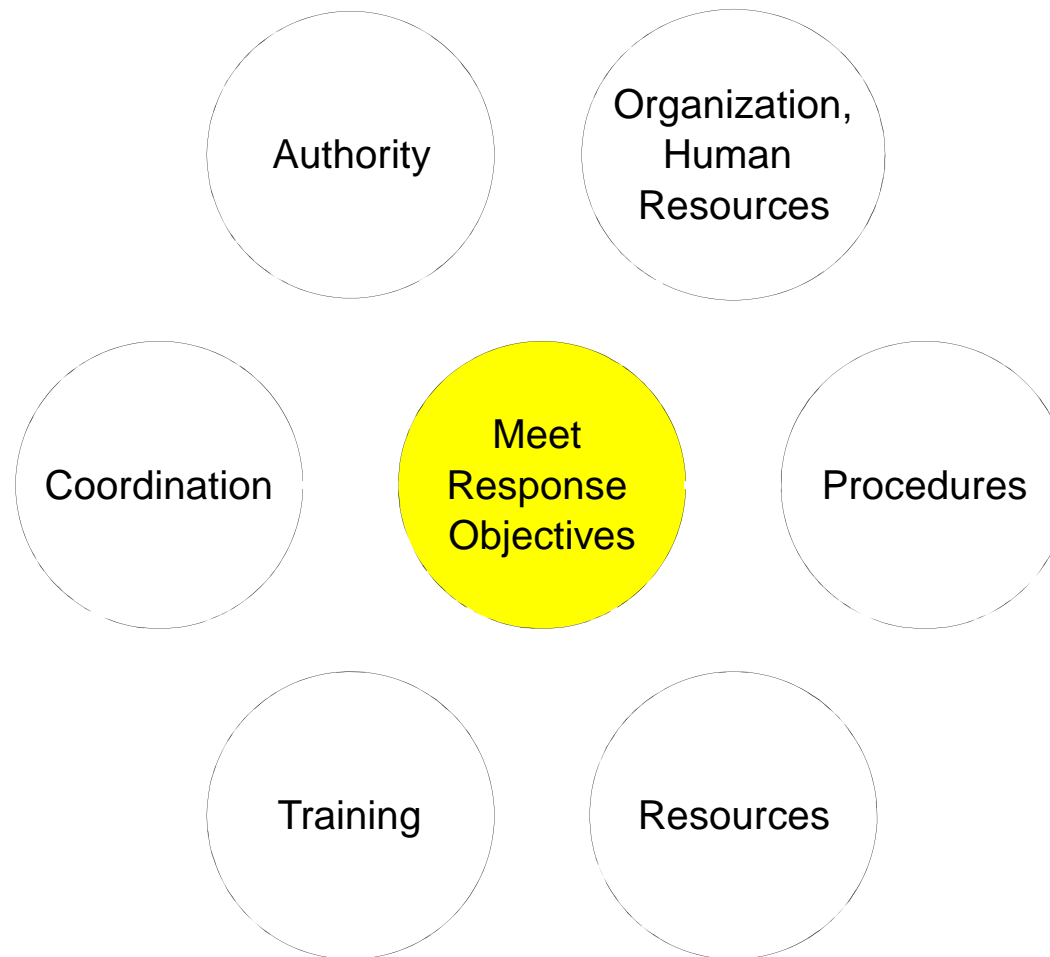 Authority
Organization,
Human
Resources
Coordination
Meet
Response
Objectives
Procedures
Training
Resources